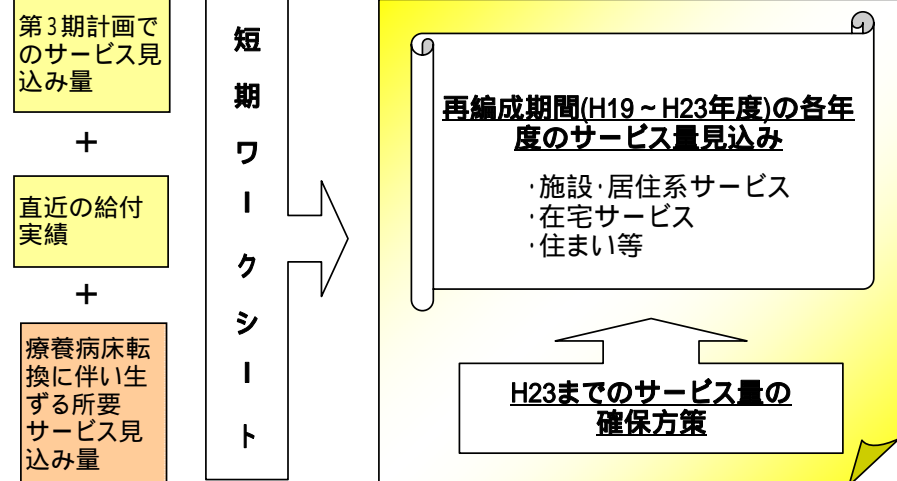 第3期計画で
のサービス見
込み量
+
直近の給付
実績
+
療養病床転
換に伴い生
ずる所要
サービス見
込み量
短期ワークシート
再編成期間(H19～H23年度)の各年
度のサービス量見込み
・施設・居住系サービス
・在宅サービス
・住まい等
H23までのサービス量の
確保方策